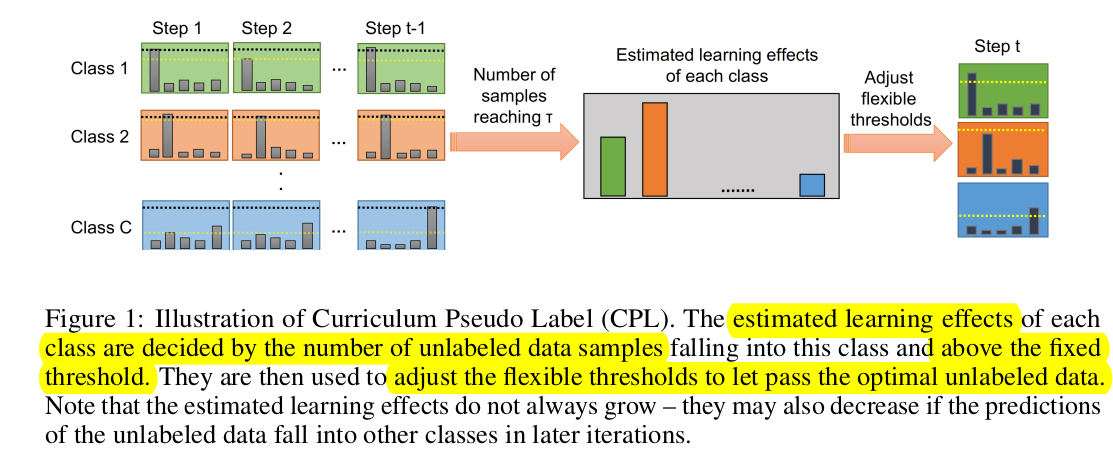 Step 1
Step 2
Step t-1
Class 1
...
Class 2
...
:
Class C
...
Number of
samples
reaching τ
Estimated learning effects
of each class
.......
Adjust
flexible
thresholds
Step t
Figure 1: Illustration of Curriculum Pseudo Label (CPL). The estimated learning effects of each
class are decided by the number of unlabeled data samples falling into this class and above the fixed
threshold. They are then used to adjust the flexible thresholds to let pass the optimal unlabeled data.
Note that the estimated learning effects do not always grow – they may also decrease if the predictions
of the unlabeled data fall into other classes in later iterations.